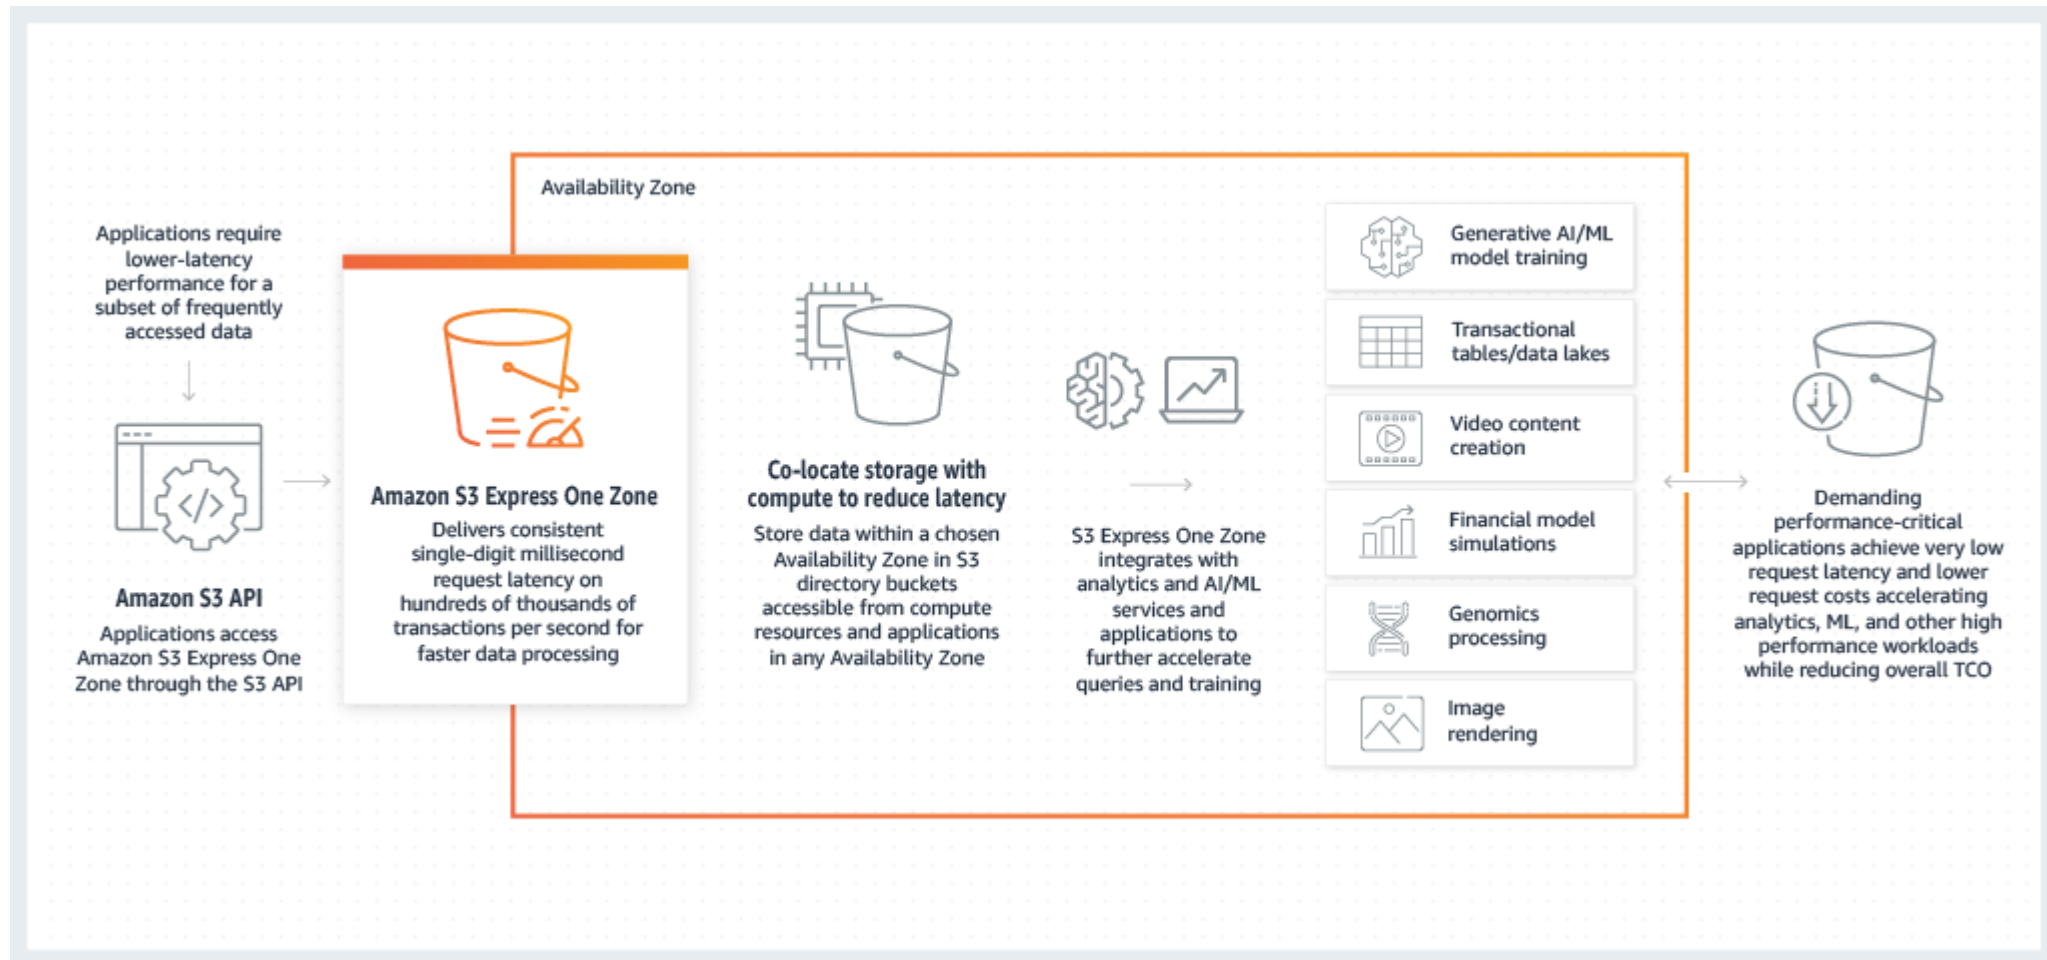 Applications require
lower-latency
performance for a
subset of frequently
accessed data
</>
Amazon S3 API
Applications access
Amazon S3 Express One
Zone through the S3 API
Amazon S3 Express One Zone
Delivers consistent
single-digit millisecond
request latency on
hundreds of thousands of
transactions per second for
faster data processing
Availability Zone
Co-locate storage with
compute to reduce latency
Store data within a chosen
Availability Zone in S3
directory buckets
accessible from compute
resources and applications
in any Availability Zone
S3 Express One Zone
integrates with
analytics and AI/ML
services and
applications to
further accelerate
queries and training
Generative AI/ML
model training
Transactional
tables/data lakes
Video content
creation
Financial model
simulations
Genomics
processing
Image
rendering
Demanding
performance-critical
applications achieve very low
request latency and lower
request costs accelerating
analytics, ML, and other high
performance workloads
while reducing overall TCO